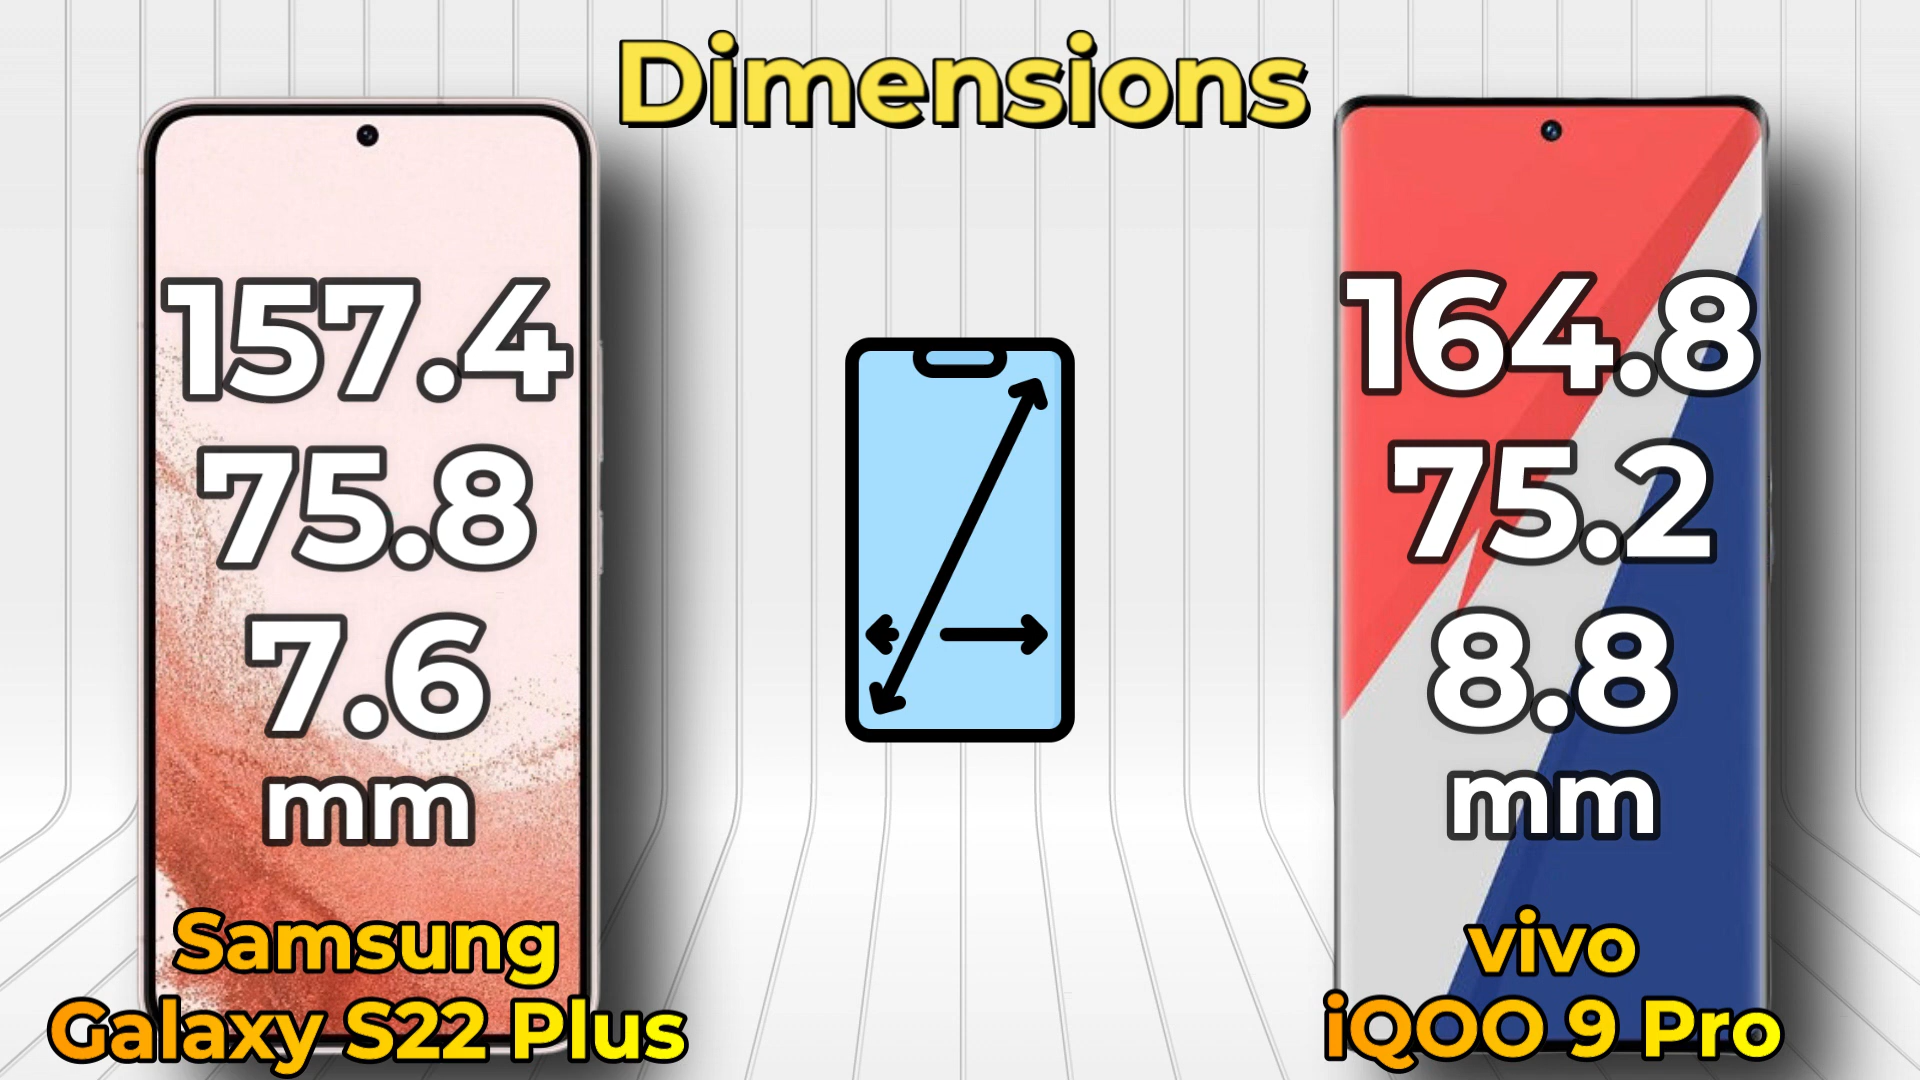 Dimensions
157.4
75.8
7.6
mm
Samsung
Galaxy S22 Plus
164.8
75.2
8.8
mm
vivo
iQOO 9 Pro